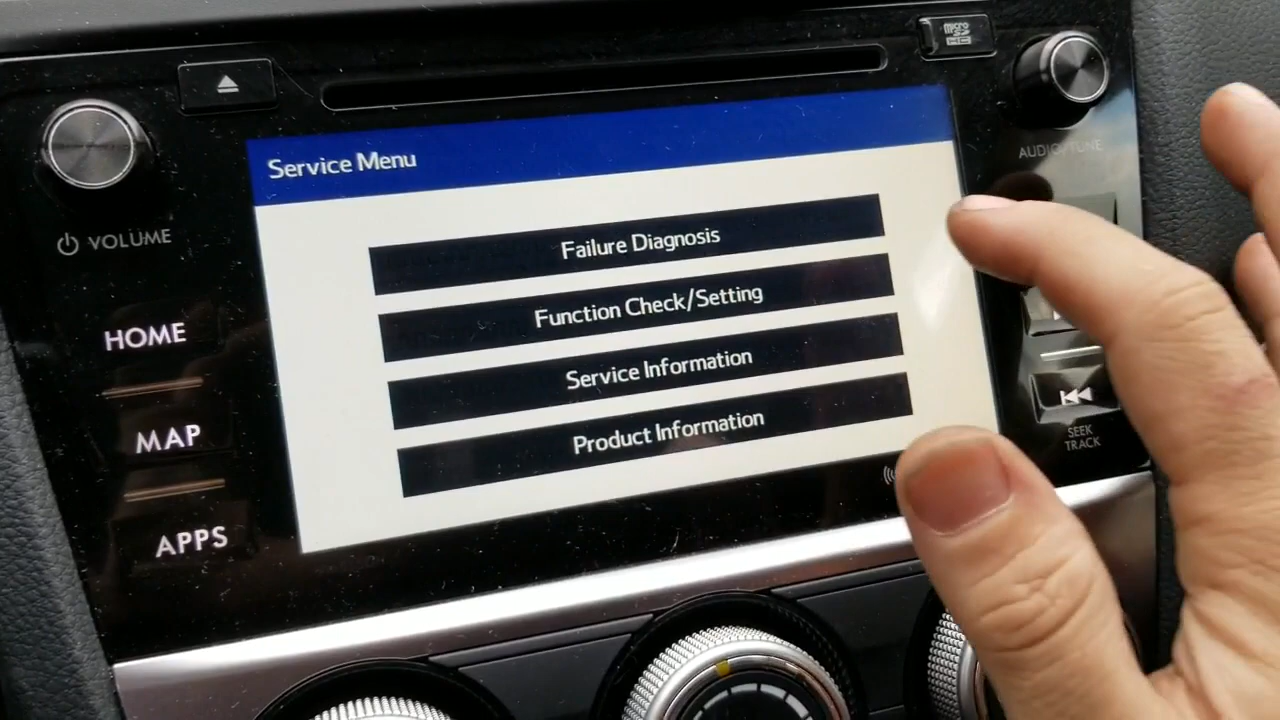 micro
SD
HC
AUDIO/TUNE
VOLUME
Service Menu
Failure Diagnosis
Function Check/Setting
Service Information
Product Information
HOME
MAP
APPS
SEEK
TRACK